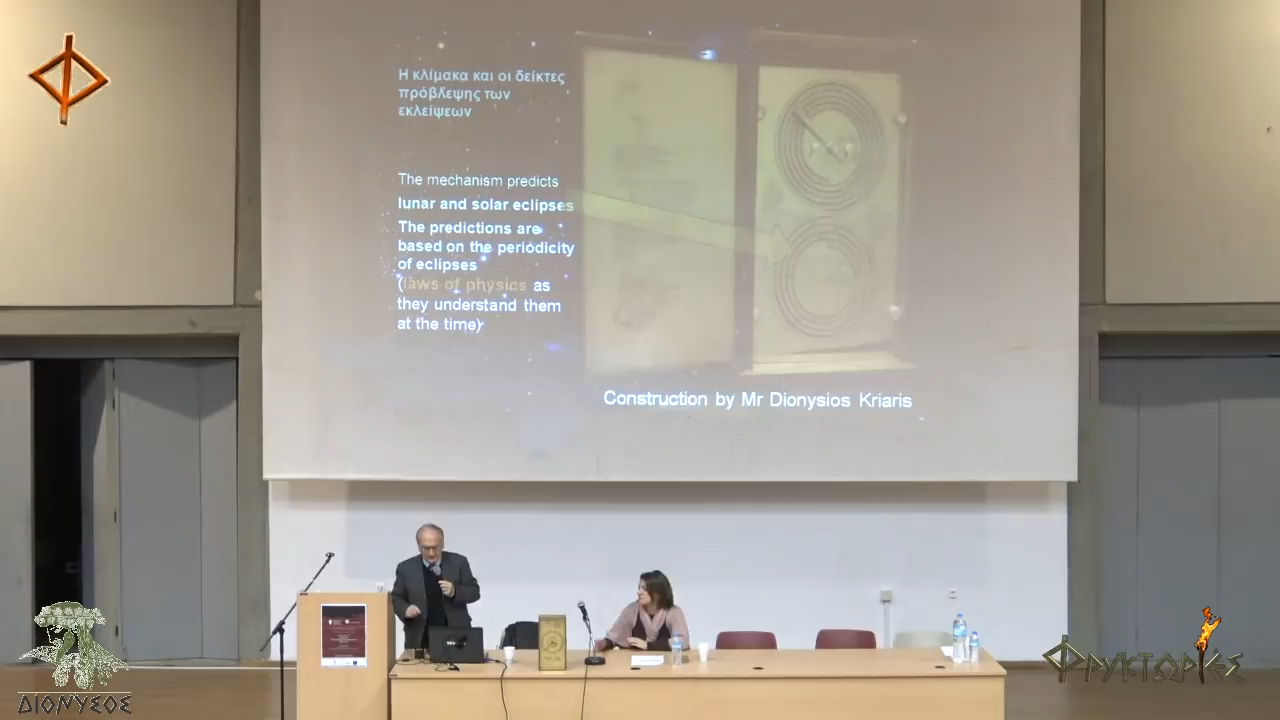 Η κλίμακα και οι δείκτες
πρόβλεψης των
εκλείψεων
The mechanism predicts
lunar and solar eclipses
The predictions are
based on the periodicity
of eclipses
(laws of physics as
they understand them
at the time)
Construction by Mr Dionysios Kriaris
ΔΙΟΝΥΣΟΣ
ΦΡΥΚΤΩΡΙΕΣ